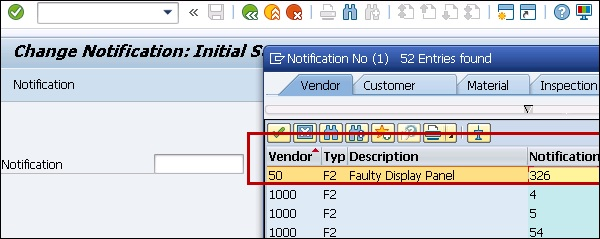 Change Notification: Initial S
Notification
Notification
Notification No (1) 52 Entries found
Vendor Customer Material Inspection
Vendor Typ Description Notification
50 F2 Faulty Display Panel 326
1000 F2 4
1000 F2 5
1000 F2 54